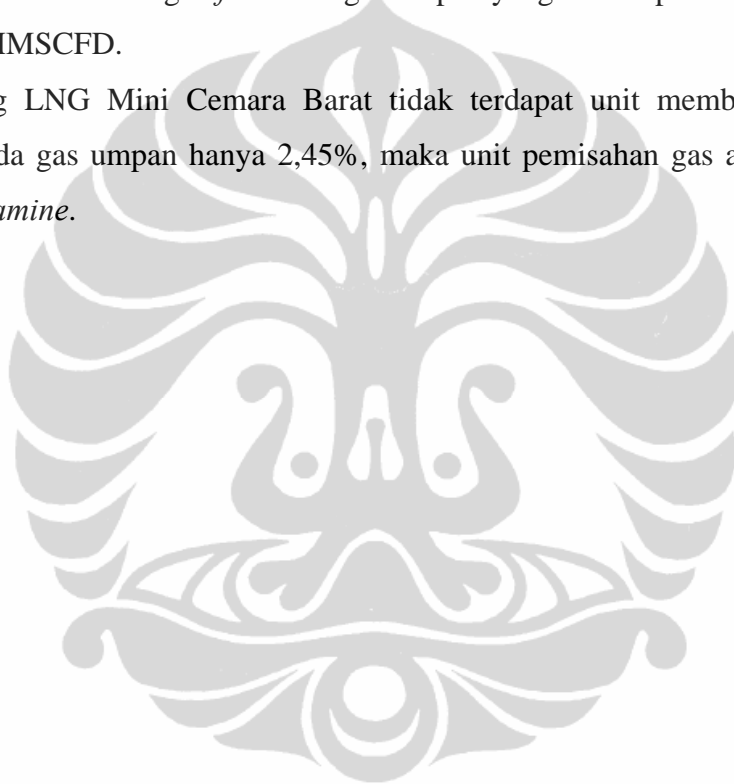 IMSCFD.
g LNG Mini Cemara Barat tidak terdapat unit memb
da gas umpan hanya 2,45%, maka unit pemisahan gas a
amine.